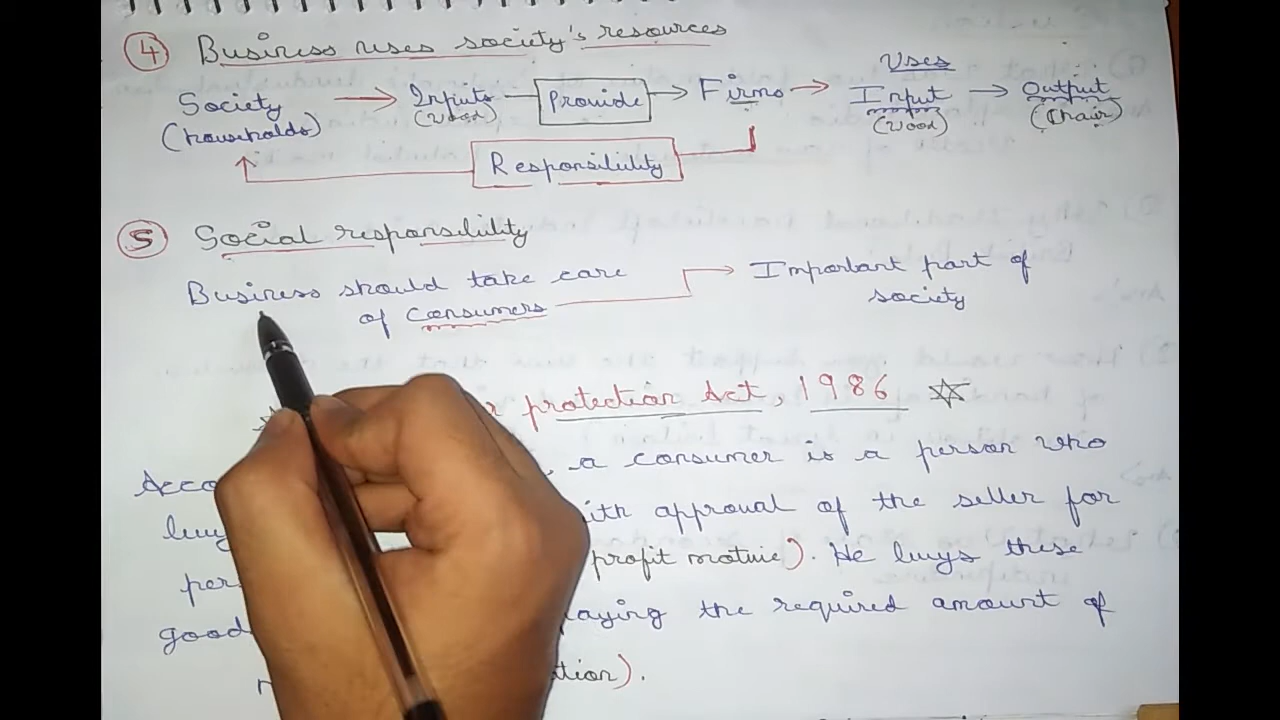 4 Business uses society's resources
Society (households) → Inputs (Wood) — Provide → Firms → Uses Input (Wood) → Output (Chair)
Responsibility
5 Social responsibility
Business should take care of consumers → Important part of society
protection Act, 1986
a consumer is a person who
approval of the seller for
profit motive). He buys these
the required amount of